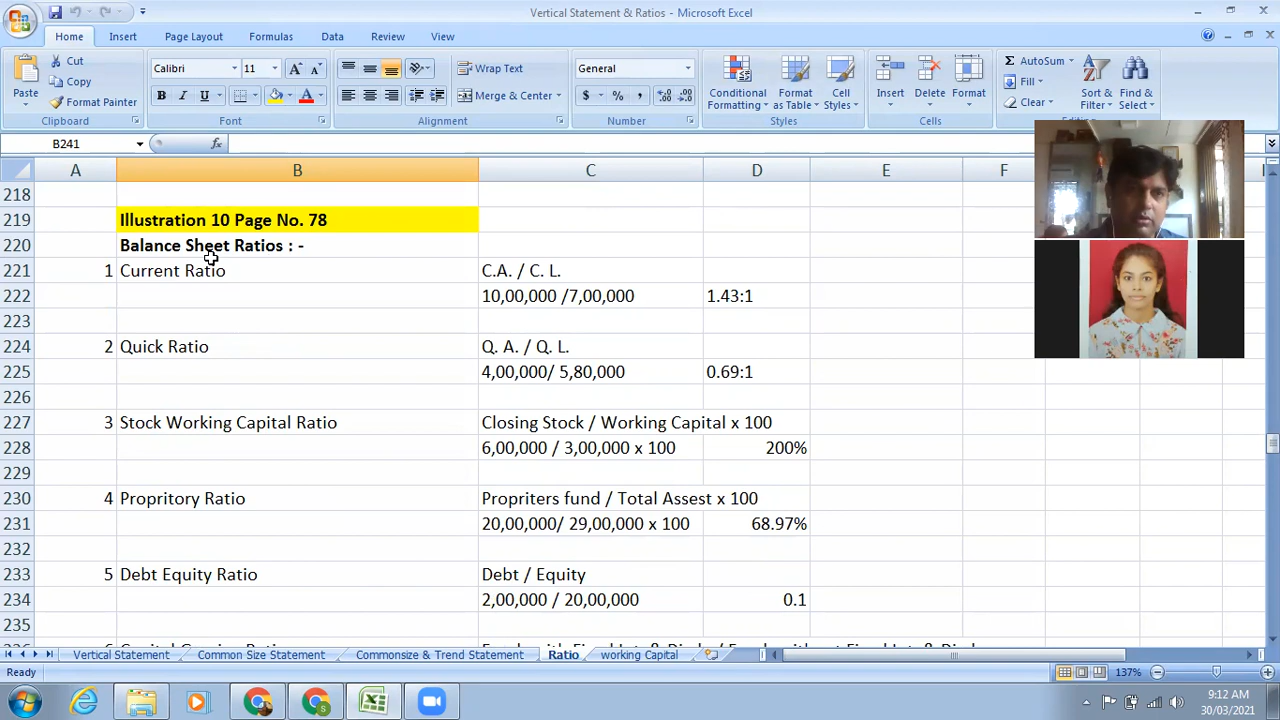 Vertical Statement & Ratios - Microsoft Excel
Home Insert Page Layout Formulas Data Review View
Cut
Copy
Format Painter
Paste
Clipboard
Calibri 11
B I U
Font
Wrap Text
Merge & Center
Alignment
General
$ % ,
Number
Conditional Formatting
Format as Table
Cell Styles
Styles
Insert Delete Format
Cells
Σ AutoSum
Fill
Clear
Sort & Filter
Find & Select
B241 fx
A B C D E F
218
219 Illustration 10 Page No. 78
220 Balance Sheet Ratios : -
221 1 Current Ratio C.A. / C. L.
222 10,00,000 /7,00,000 1.43:1
223
224 2 Quick Ratio Q. A. / Q. L.
225 4,00,000/ 5,80,000 0.69:1
226
227 3 Stock Working Capital Ratio Closing Stock / Working Capital x 100
228 6,00,000 / 3,00,000 x 100 200%
229
230 4 Propritory Ratio Propriters fund / Total Assest x 100
231 20,00,000/ 29,00,000 x 100 68.97%
232
233 5 Debt Equity Ratio Debt / Equity
234 2,00,000 / 20,00,000 0.1
235
Vertical Statement Common Size Statement Commonsize & Trend Statement Ratio working Capital
Ready 137%
9:12 AM
30/03/2021